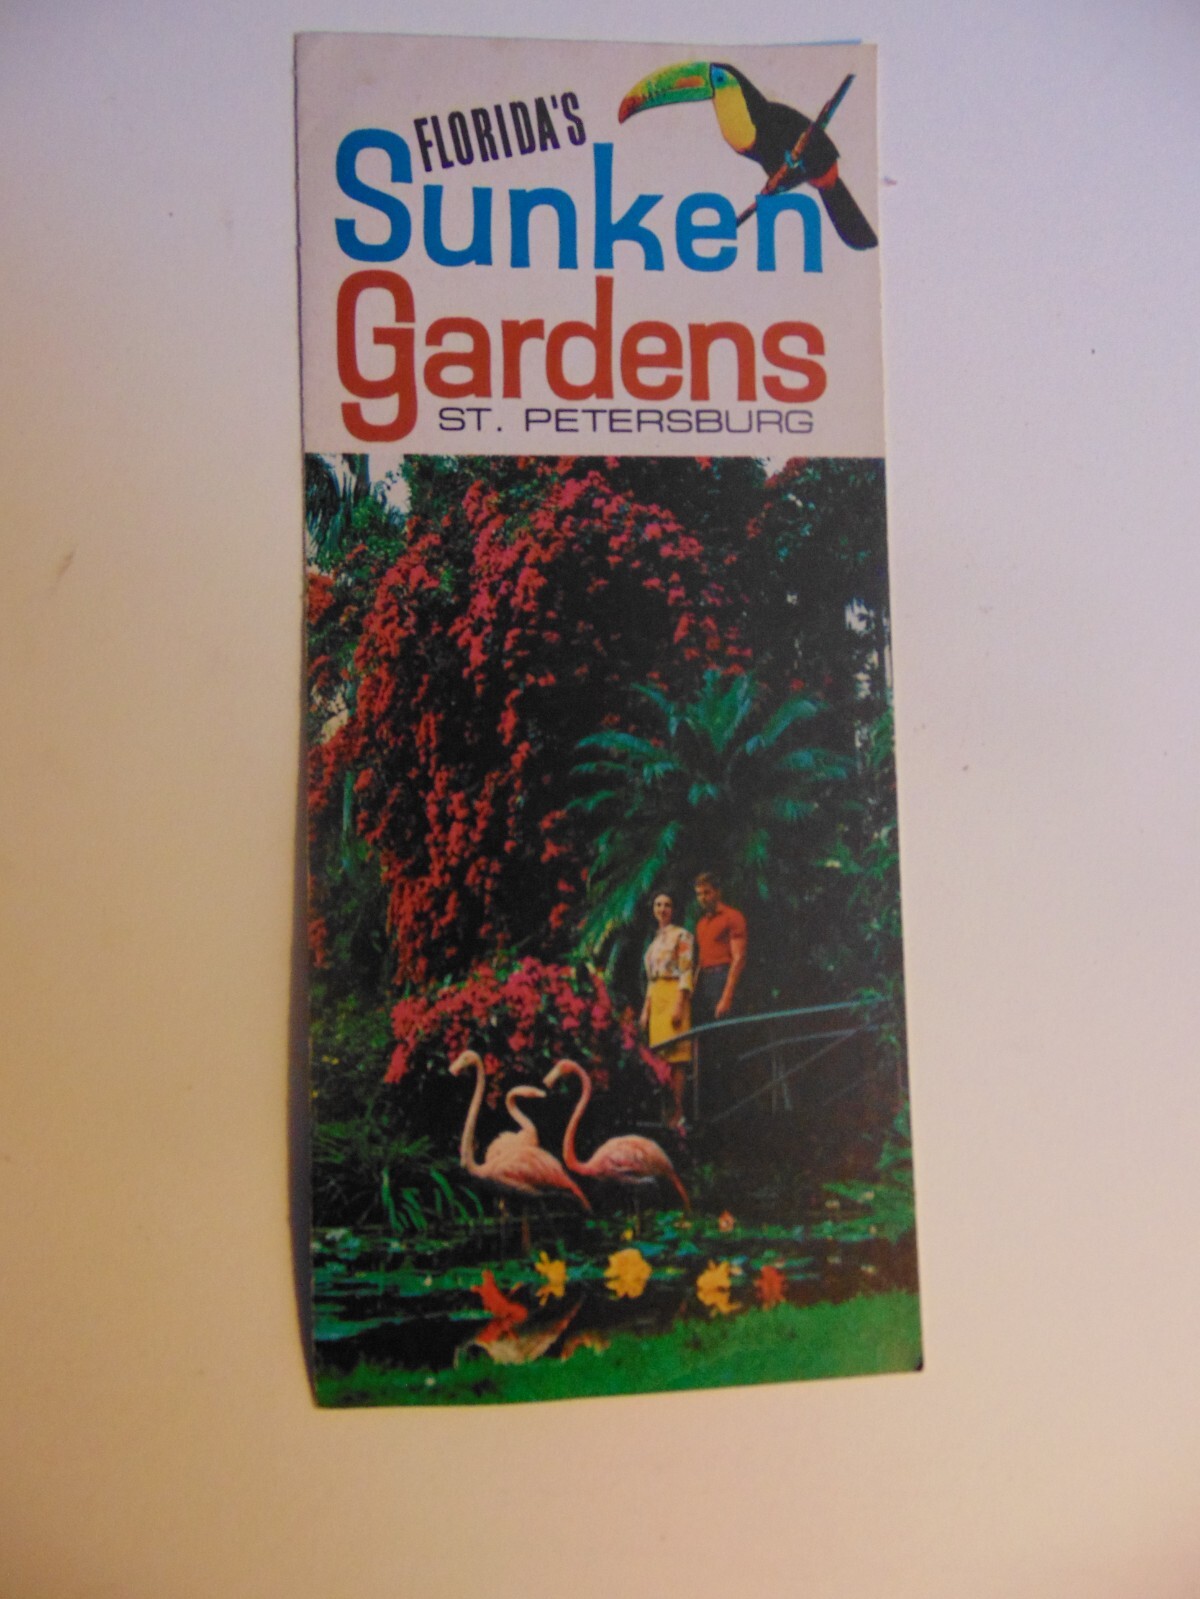 FLORIDA'S
Sunken
Gardens
ST. PETERSBURG